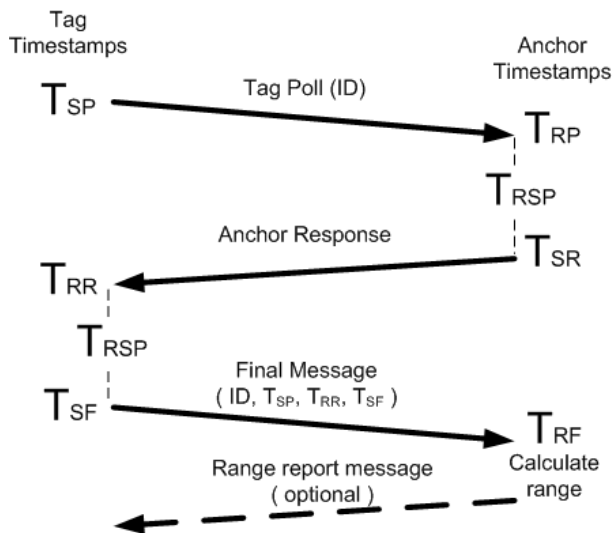 Tag
Timestamps
Anchor
Timestamps
TSP
Tag Poll (ID)
TRP
TRSP
Anchor Response
TSR
TRR
TRSP
Final Message
( ID, TSP, TRR, TSF )
TSF
TRF
Calculate
range
Range report message
( optional )